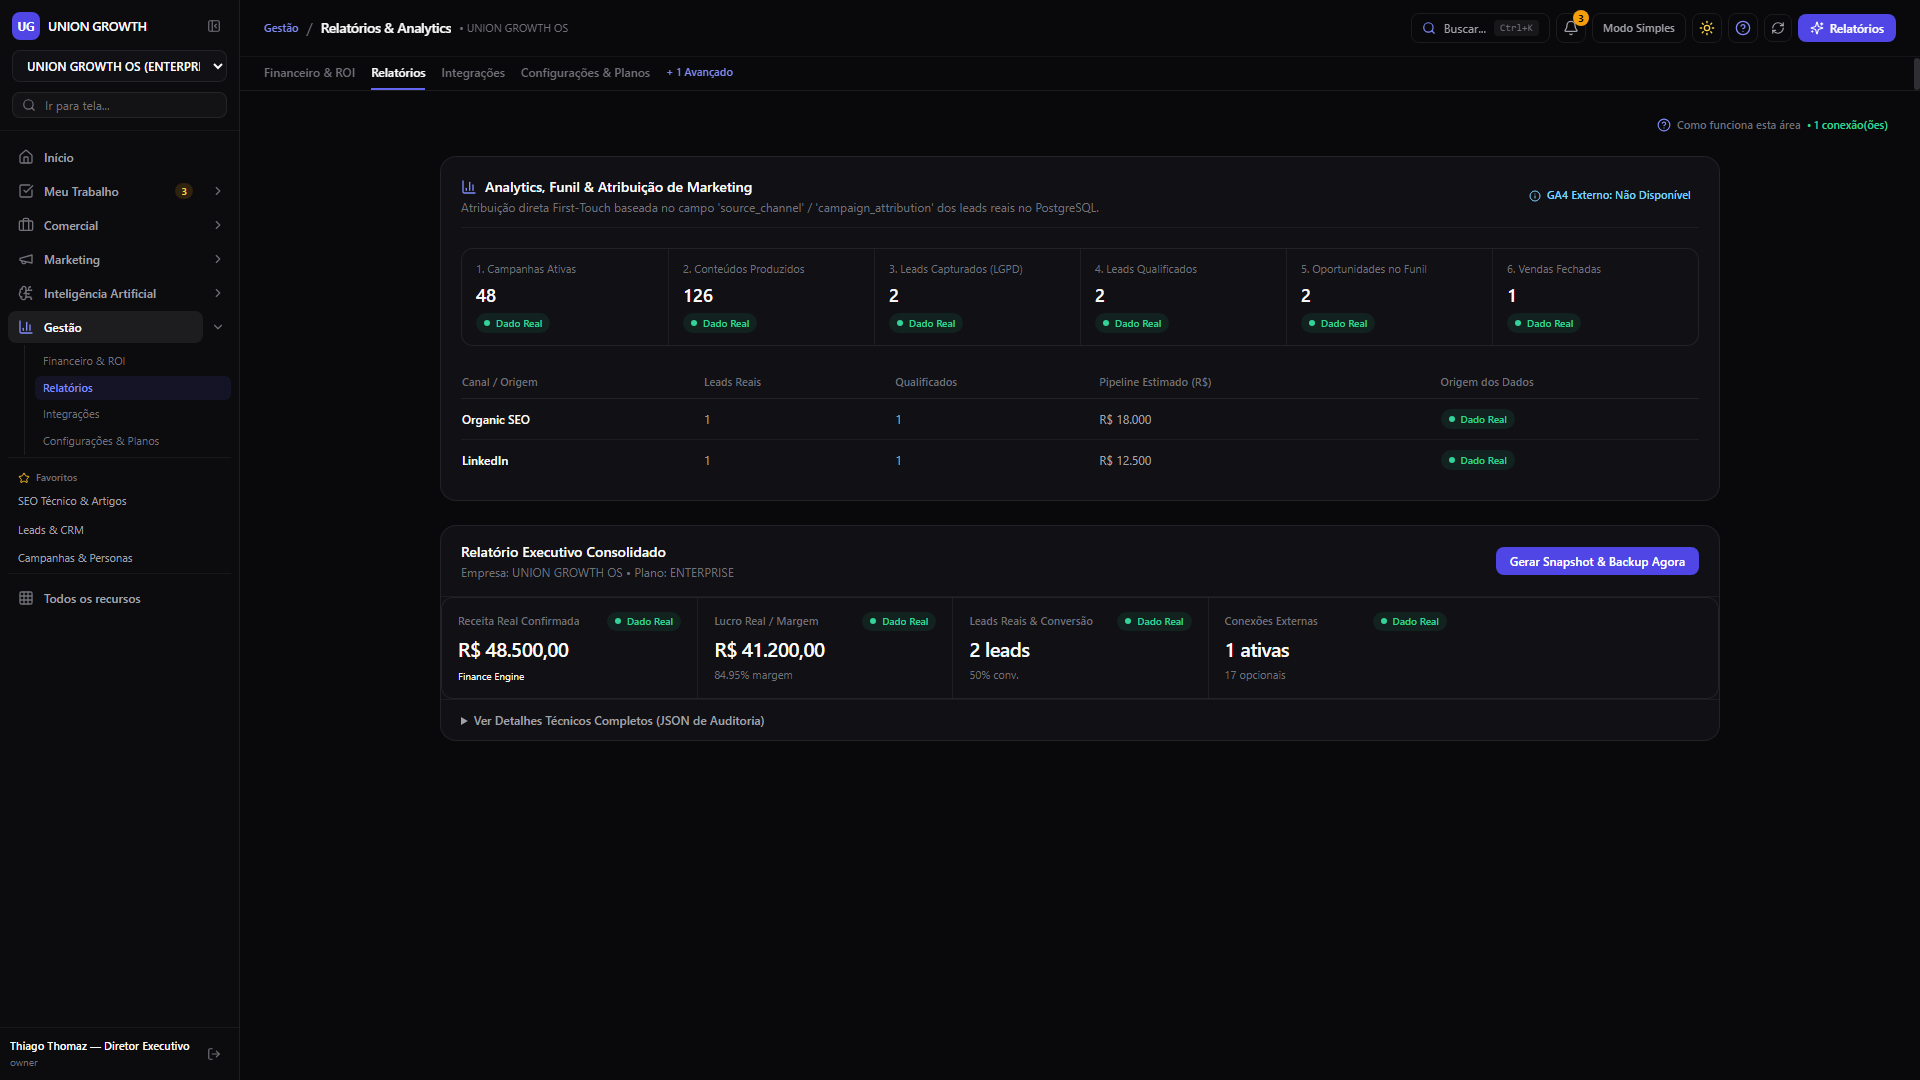 UG UNION GROWTH
UNION GROWTH OS (ENTERPRI
Ir para tela...
Início
Meu Trabalho 3
Comercial
Marketing
Inteligência Artificial
Gestão
Financeiro & ROI
Relatórios
Integrações
Configurações & Planos
Favoritos
SEO Técnico & Artigos
Leads & CRM
Campanhas & Personas
Todos os recursos
Thiago Thomaz — Diretor Executivo
owner
Gestão / Relatórios & Analytics • UNION GROWTH OS
Buscar... Ctrl+K
3
Modo Simples
Relatórios
Financeiro & ROI Relatórios Integrações Configurações & Planos + 1 Avançado
Como funciona esta área • 1 conexão(ões)
Analytics, Funil & Atribuição de Marketing
Atribuição direta First-Touch baseada no campo 'source_channel' / 'campaign_attribution' dos leads reais no PostgreSQL.
GA4 Externo: Não Disponível
1. Campanhas Ativas
48
Dado Real
2. Conteúdos Produzidos
126
Dado Real
3. Leads Capturados (LGPD)
2
Dado Real
4. Leads Qualificados
2
Dado Real
5. Oportunidades no Funil
2
Dado Real
6. Vendas Fechadas
1
Dado Real
Canal / Origem Leads Reais Qualificados Pipeline Estimado (R$) Origem dos Dados
Organic SEO 1 1 R$ 18.000 Dado Real
LinkedIn 1 1 R$ 12.500 Dado Real
Relatório Executivo Consolidado
Empresa: UNION GROWTH OS • Plano: ENTERPRISE
Gerar Snapshot & Backup Agora
Receita Real Confirmada Dado Real
R$ 48.500,00
Finance Engine
Lucro Real / Margem Dado Real
R$ 41.200,00
84.95% margem
Leads Reais & Conversão Dado Real
2 leads
50% conv.
Conexões Externas Dado Real
1 ativas
17 opcionais
Ver Detalhes Técnicos Completos (JSON de Auditoria)